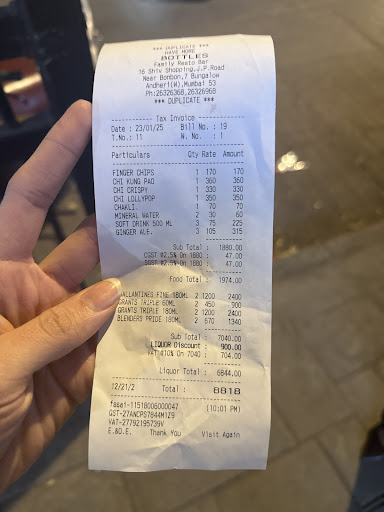 *** DUPLICATE ***
HAVE MORE
BOTTLES
Family Resto Bar
16 Shiv Shopping,J.P.Road
Near Bonbon,7 Bungalow
Andheri(W),Mumbai 53
Ph:26326368,26326968
*** DUPLICATE ***
Tax Invoice
Date : 23/01/25 Bill No. : 19
T.No.: 11 W. No. : 1
Particulars Qty Rate Amount
FINGER CHIPS 1 170 170
CHI KUNG PAO 1 360 360
CHI CRISPY 1 330 330
CHI LOLLYPOP 1 350 350
CHAKLI. 1 70 70
MINERAL WATER 2 30 60
SOFT DRINK 500 ML 3 75 225
GINGER ALE. 3 105 315
Sub Total : 1880.00
CGST @2.5% On 1880 : 47.00
SGST @2.5% On 1880 : 47.00
Food Total : 1974.00
BALLANTINES FINE 180ML 2 1200 2400
GRANTS TRIPLE 60ML 2 450 900
GRANTS TRIPLE 180ML 2 1200 2400
BLENDERS PRIDE 180ML 2 670 1340
Sub Total : 7040.00
LIQUOR Discount : 900.00
VAT @10% On 7040 : 704.00
Liquor Total : 6844.00
12/21/2 Total : 8818
fssai-11518006000047 (10:01 PM)
GST-27ANCPS7844M1Z9
VAT-27792195739V
E.&O.E. Thank You Visit Again